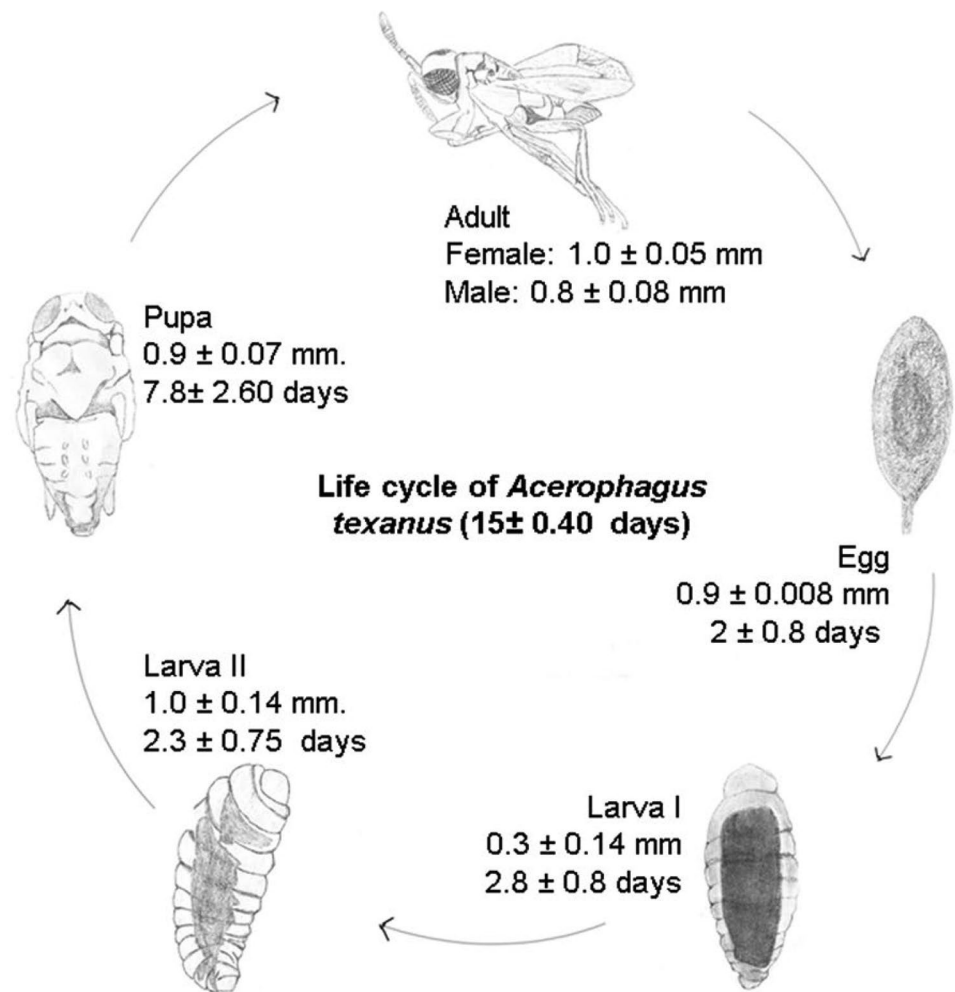 Adult
Female: 1.0 ± 0.05 mm
Male: 0.8 ± 0.08 mm
Pupa
0.9 ± 0.07 mm.
7.8± 2.60 days
Life cycle of Acerophagus
texanus (15± 0.40 days)
Egg
0.9 ± 0.008 mm
2 ± 0.8 days
Larva II
1.0 ± 0.14 mm.
2.3 ± 0.75 days
Larva I
0.3 ± 0.14 mm
2.8 ± 0.8 days